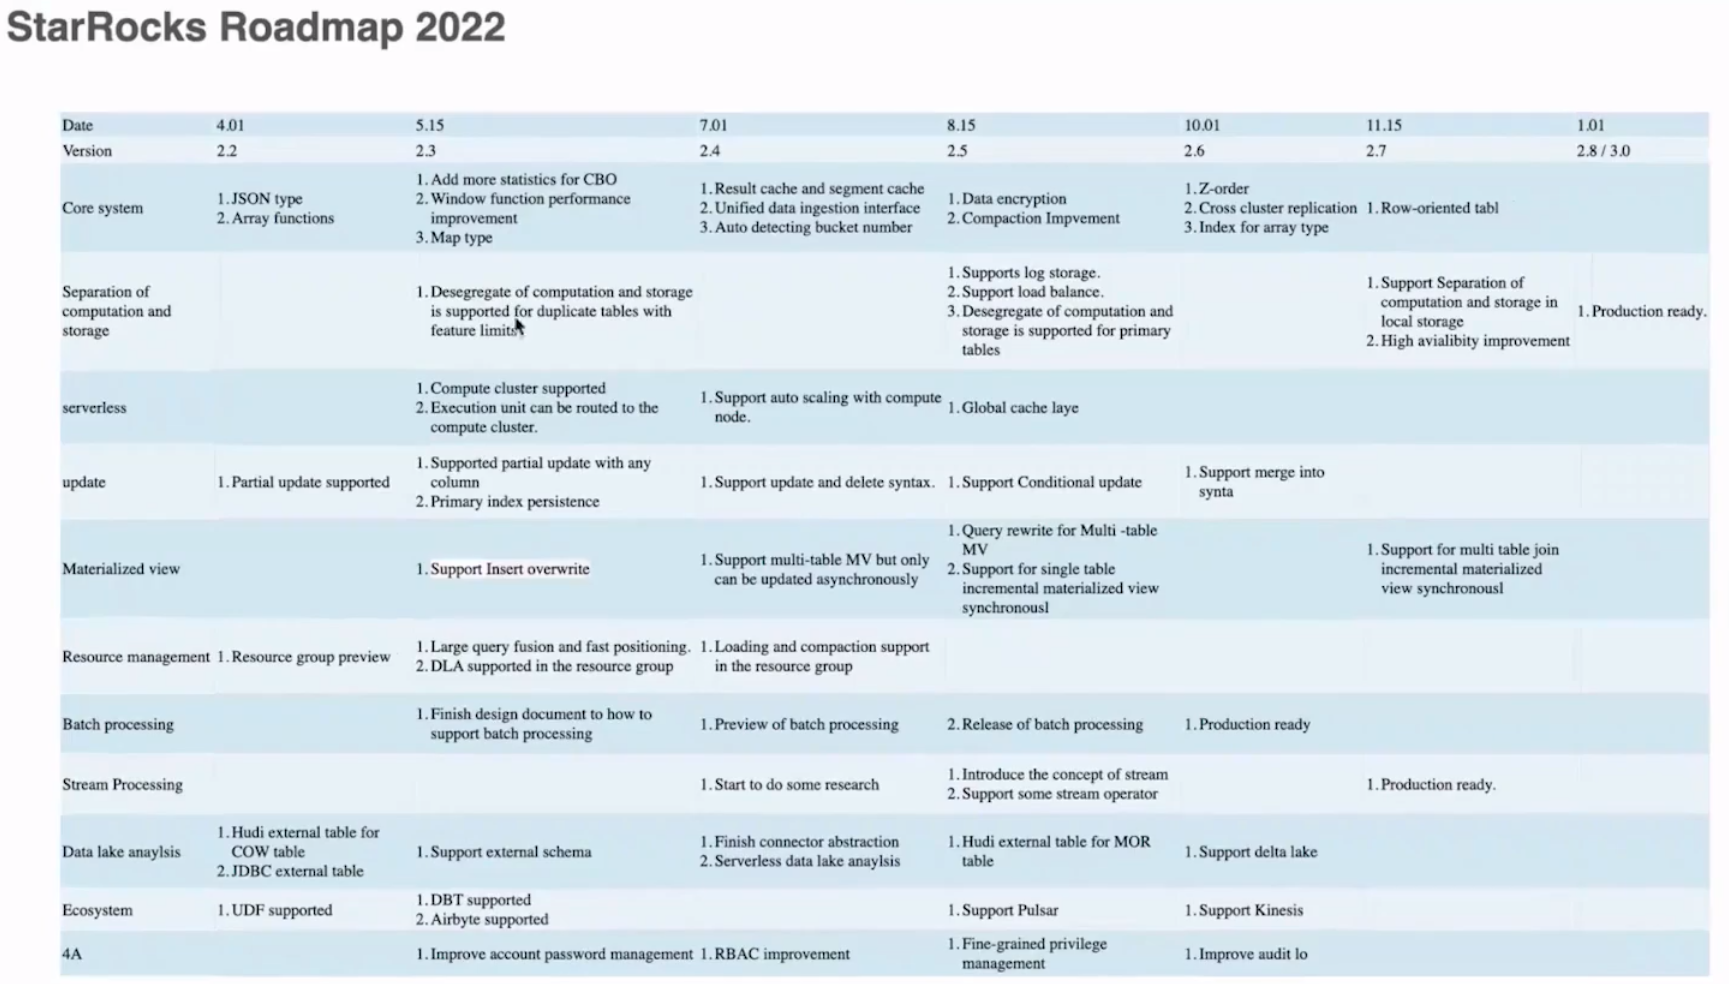 StarRocks Roadmap 2022
Date 4.01 5.15 7.01 8.15 10.01 11.15 1.01
Version 2.2 2.3 2.4 2.5 2.6 2.7 2.8 / 3.0
Core system
1. JSON type
2. Array functions
1. Add more statistics for CBO
2. Window function performance
improvement
3. Map type
1. Result cache and segment cache
2. Unified data ingestion interface
3. Auto detecting bucket number
1. Data encryption
2. Compaction Impvement
1. Z-order
2. Cross cluster replication
3. Index for array type
1. Row-oriented tabl
Separation of
computation and
storage
1. Desegregate of computation and storage
is supported for duplicate tables with
feature limits
1. Supports log storage.
2. Support load balance.
3. Desegregate of computation and
storage is supported for primary
tables
1. Support Separation of
computation and storage in
local storage
2. High avialibity improvement
1. Production ready.
serverless
1. Compute cluster supported
2. Execution unit can be routed to the
compute cluster.
1. Support auto scaling with compute
node.
1. Global cache laye
update
1. Partial update supported
1. Supported partial update with any
column
2. Primary index persistence
1. Support update and delete syntax.
1. Support Conditional update
1. Support merge into
synta
Materialized view
1. Support Insert overwrite
1. Support multi-table MV but only
can be updated asynchronously
1. Query rewrite for Multi -table
MV
2. Support for single table
incremental materialized view
synchronousl
1. Support for multi table join
incremental materialized
view synchronousl
Resource management
1. Resource group preview
1. Large query fusion and fast positioning.
2. DLA supported in the resource group
1. Loading and compaction support
in the resource group
Batch processing
1. Finish design document to how to
support batch processing
1. Preview of batch processing
2. Release of batch processing
1. Production ready
Stream Processing
1. Start to do some research
1. Introduce the concept of stream
2. Support some stream operator
1. Production ready.
Data lake anaylsis
1. Hudi external table for
COW table
2. JDBC external table
1. Support external schema
1. Finish connector abstraction
2. Serverless data lake anaylsis
1. Hudi external table for MOR
table
1. Support delta lake
Ecosystem
1. UDF supported
1. DBT supported
2. Airbyte supported
1. Support Pulsar
1. Support Kinesis
4A
1. Improve account password management
1. RBAC improvement
1. Fine-grained privilege
management
1. Improve audit lo